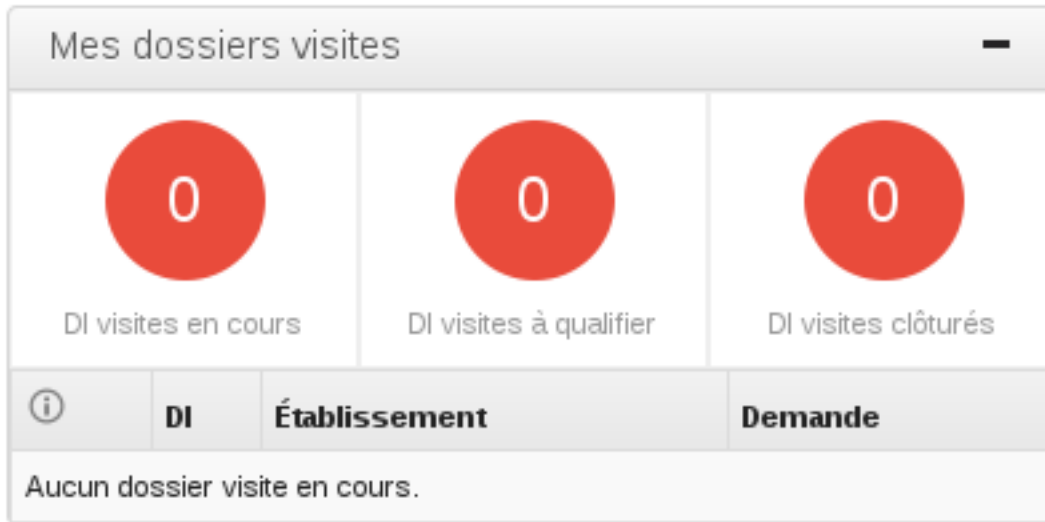 Mes dossiers visites
0 0 0
DI visites en cours DI visites à qualifier DI visites clôturés
DI Établissement Demande
Aucun dossier visite en cours.